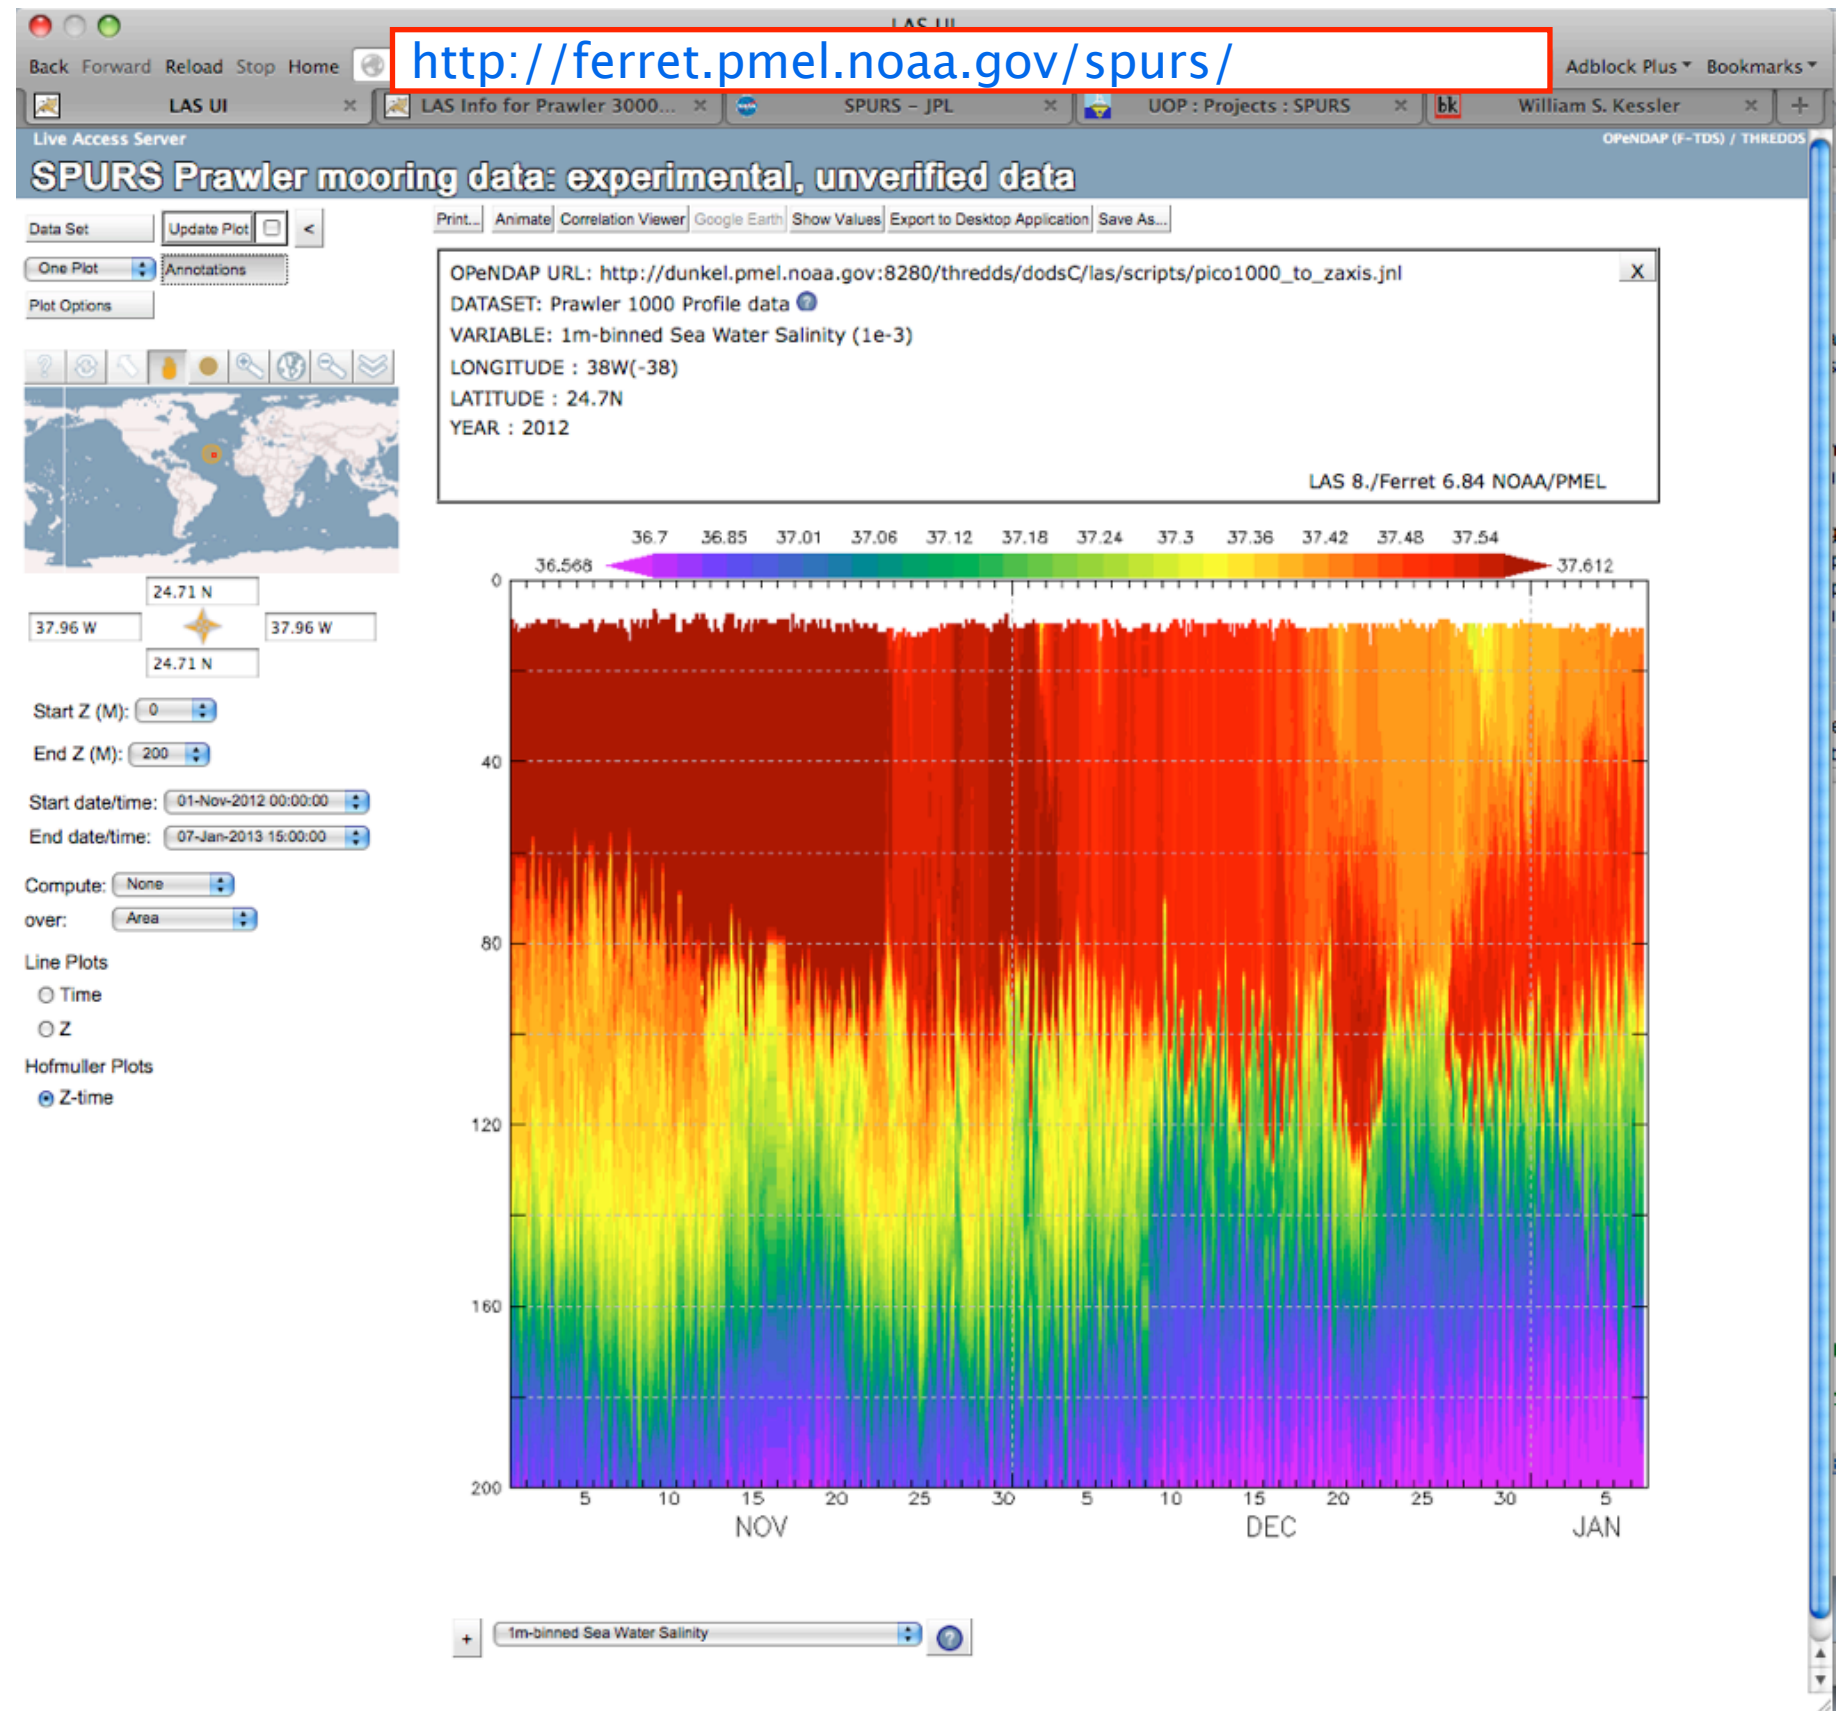 LAS UI
http://ferret.pmel.noaa.gov/spurs/
Back Forward Reload Stop Home
Adblock Plus Bookmarks
LAS UI
LAS Info for Prawler 3000...
SPURS – JPL
UOP : Projects : SPURS
bk
William S. Kessler
Live Access Server
OPeNDAP (F-TDS) / THREDDS
SPURS Prawler mooring data: experimental, unverified data
Data Set
Update Plot
<
Print...
Animate
Correlation Viewer
Google Earth
Show Values
Export to Desktop Application
Save As...
One Plot
Annotations
Plot Options
OPeNDAP URL: http://dunkel.pmel.noaa.gov:8280/thredds/dodsC/las/scripts/pico1000_to_zaxis.jnl
X
DATASET: Prawler 1000 Profile data
VARIABLE: 1m-binned Sea Water Salinity (1e-3)
LONGITUDE : 38W(-38)
LATITUDE : 24.7N
YEAR : 2012
LAS 8./Ferret 6.84 NOAA/PMEL
24.71 N
37.96 W
37.96 W
24.71 N
Start Z (M): 0
End Z (M): 200
Start date/time: 01-Nov-2012 00:00:00
End date/time: 07-Jan-2013 15:00:00
Compute: None
over: Area
Line Plots
Time
Z
Hofmuller Plots
Z-time
36.7 36.85 37.01 37.06 37.12 37.18 37.24 37.3 37.36 37.42 37.48 37.54
36.568
37.612
0
40
80
120
160
200
5 10 15 20 25 30 5 10 15 20 25 30 5
NOV DEC JAN
+
1m-binned Sea Water Salinity